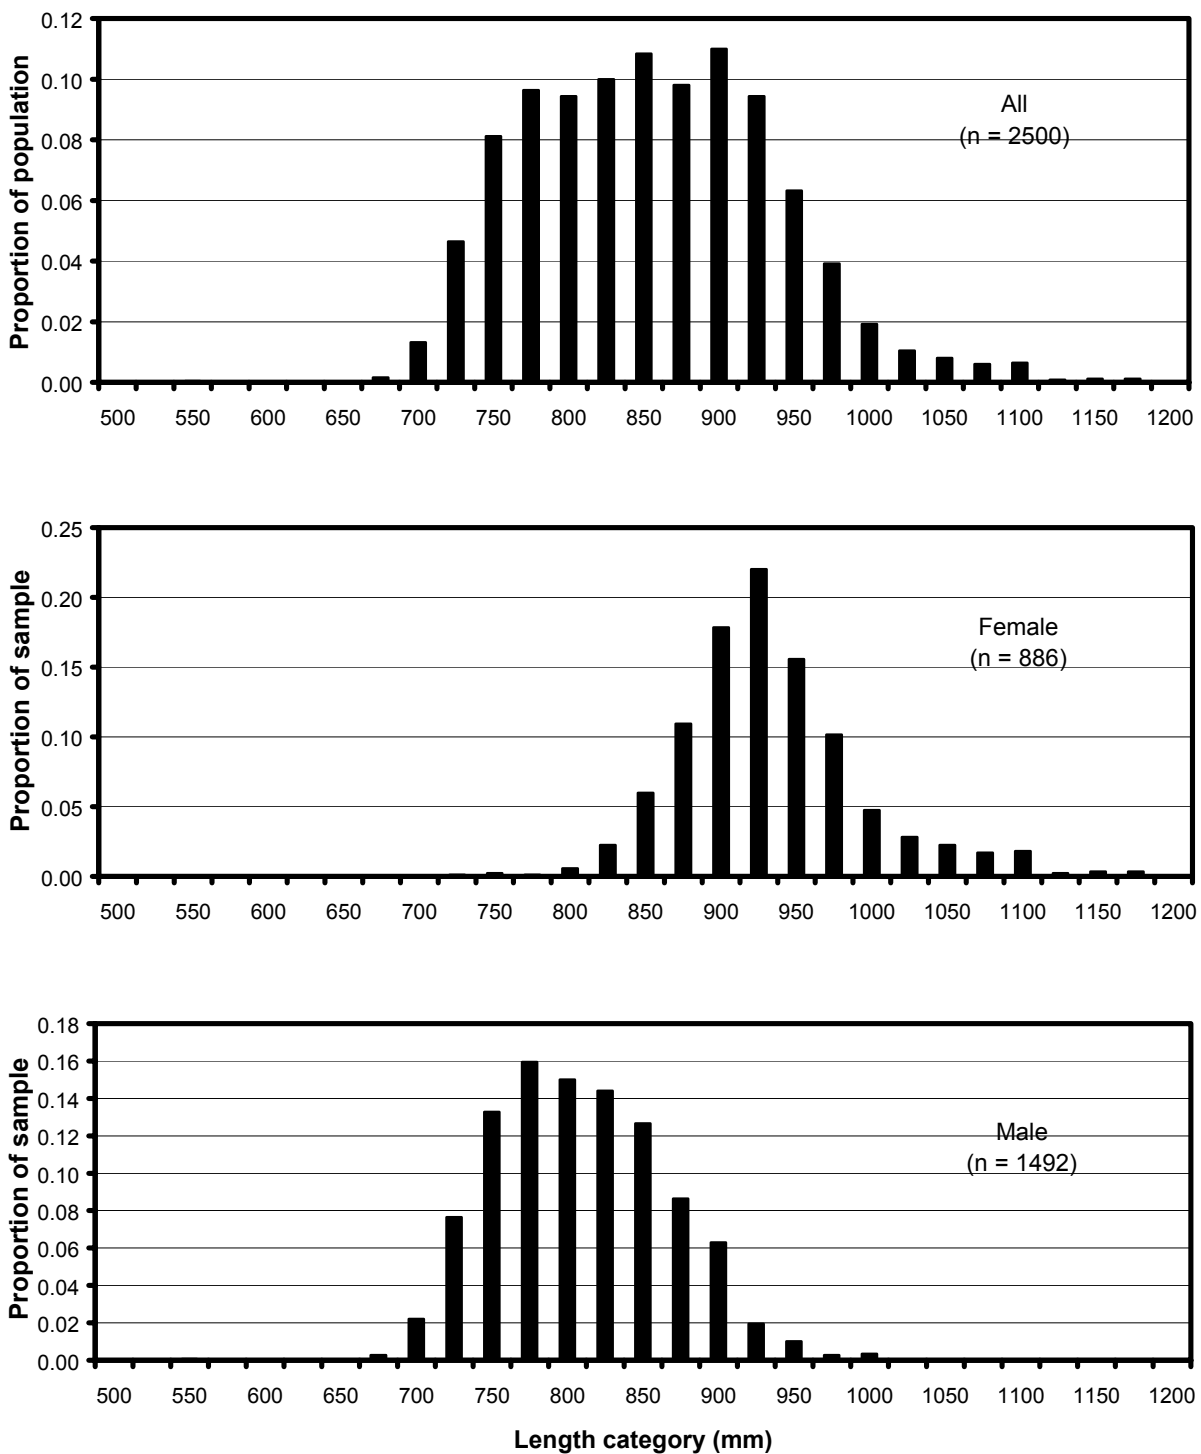 Proportion of population
0.12
0.10
0.08
0.06
0.04
0.02
0.00
All
(n = 2500)
500 550 600 650 700 750 800 850 900 950 1000 1050 1100 1150 1200
Proportion of sample
0.25
0.20
0.15
0.10
0.05
0.00
Female
(n = 886)
500 550 600 650 700 750 800 850 900 950 1000 1050 1100 1150 1200
Proportion of sample
0.18
0.16
0.14
0.12
0.10
0.08
0.06
0.04
0.02
0.00
Male
(n = 1492)
500 550 600 650 700 750 800 850 900 950 1000 1050 1100 1150 1200
Length category (mm)